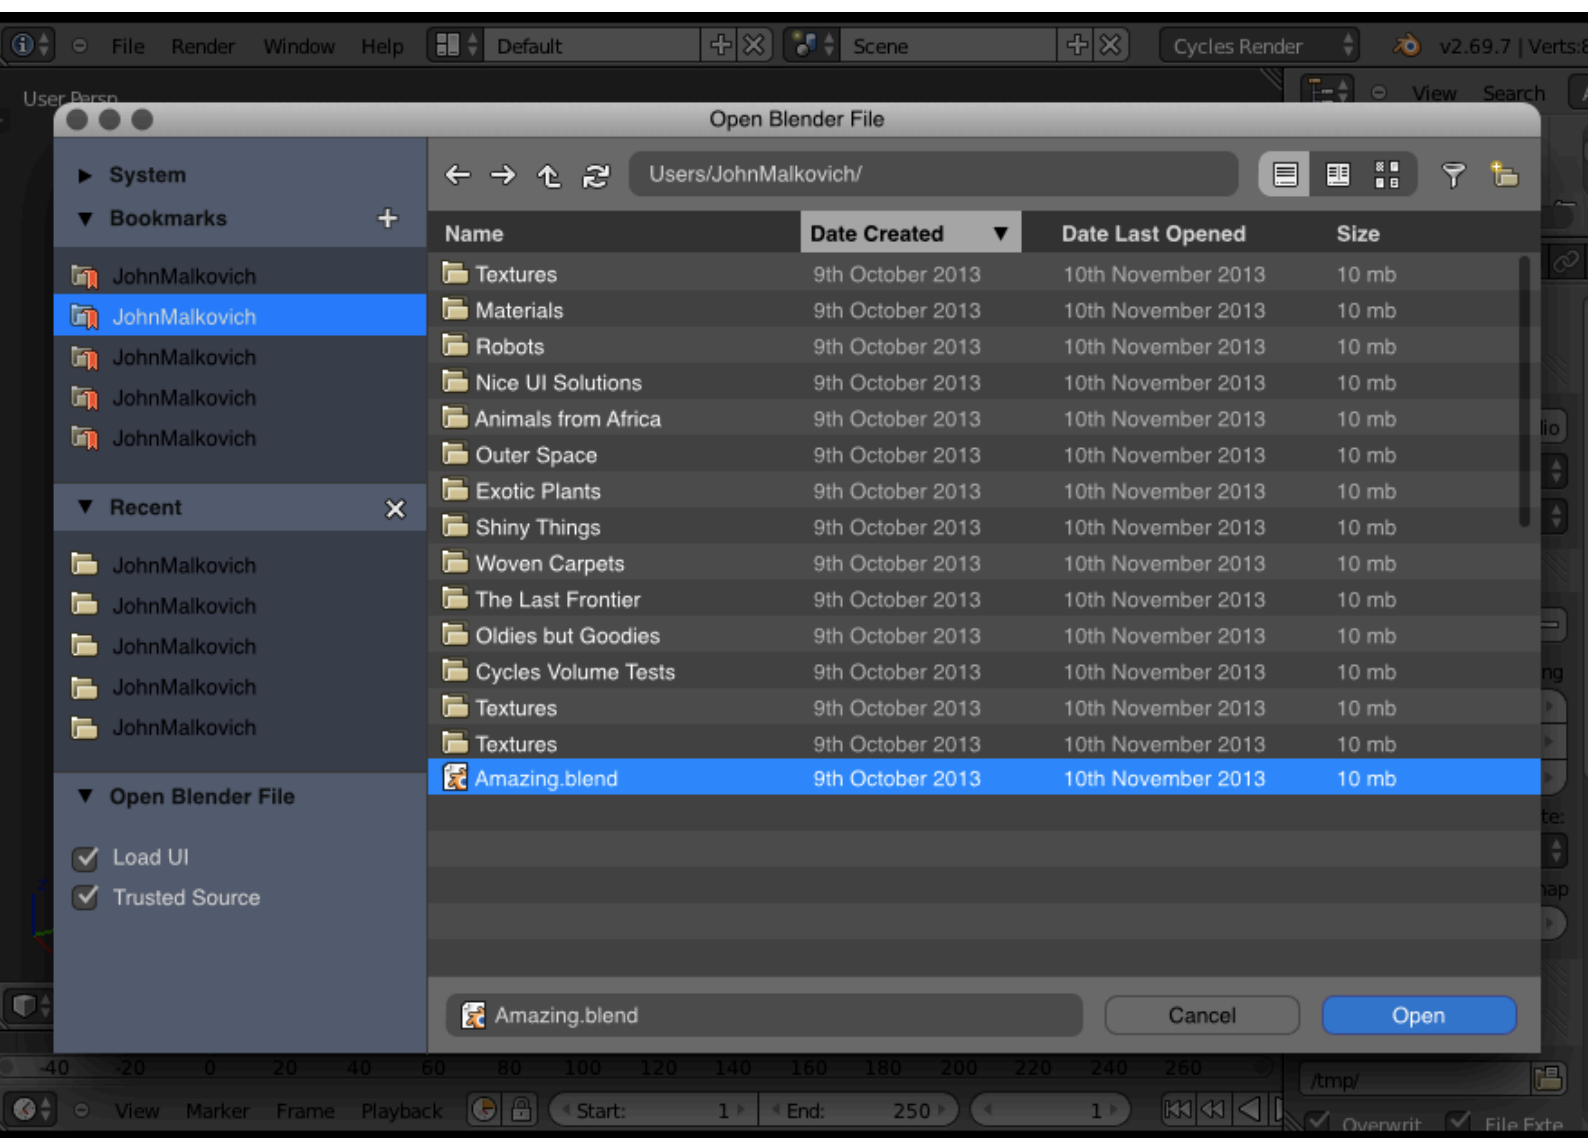 File Render Window Help Default Scene Cycles Render v2.69.7 | Verts:8
User Persp
View Search
Open Blender File
System
Bookmarks
JohnMalkovich
JohnMalkovich
JohnMalkovich
JohnMalkovich
JohnMalkovich
Recent
JohnMalkovich
JohnMalkovich
JohnMalkovich
JohnMalkovich
JohnMalkovich
Open Blender File
Load UI
Trusted Source
Users/JohnMalkovich/
Name Date Created Date Last Opened Size
Textures 9th October 2013 10th November 2013 10 mb
Materials 9th October 2013 10th November 2013 10 mb
Robots 9th October 2013 10th November 2013 10 mb
Nice UI Solutions 9th October 2013 10th November 2013 10 mb
Animals from Africa 9th October 2013 10th November 2013 10 mb
Outer Space 9th October 2013 10th November 2013 10 mb
Exotic Plants 9th October 2013 10th November 2013 10 mb
Shiny Things 9th October 2013 10th November 2013 10 mb
Woven Carpets 9th October 2013 10th November 2013 10 mb
The Last Frontier 9th October 2013 10th November 2013 10 mb
Oldies but Goodies 9th October 2013 10th November 2013 10 mb
Cycles Volume Tests 9th October 2013 10th November 2013 10 mb
Textures 9th October 2013 10th November 2013 10 mb
Textures 9th October 2013 10th November 2013 10 mb
Amazing.blend 9th October 2013 10th November 2013 10 mb
Amazing.blend Cancel Open
-40 -20 0 20 40 60 80 100 120 140 160 180 200 220 240 260
/tmp/
View Marker Frame Playback Start: 1 End: 250 1
Overwrit File Exte